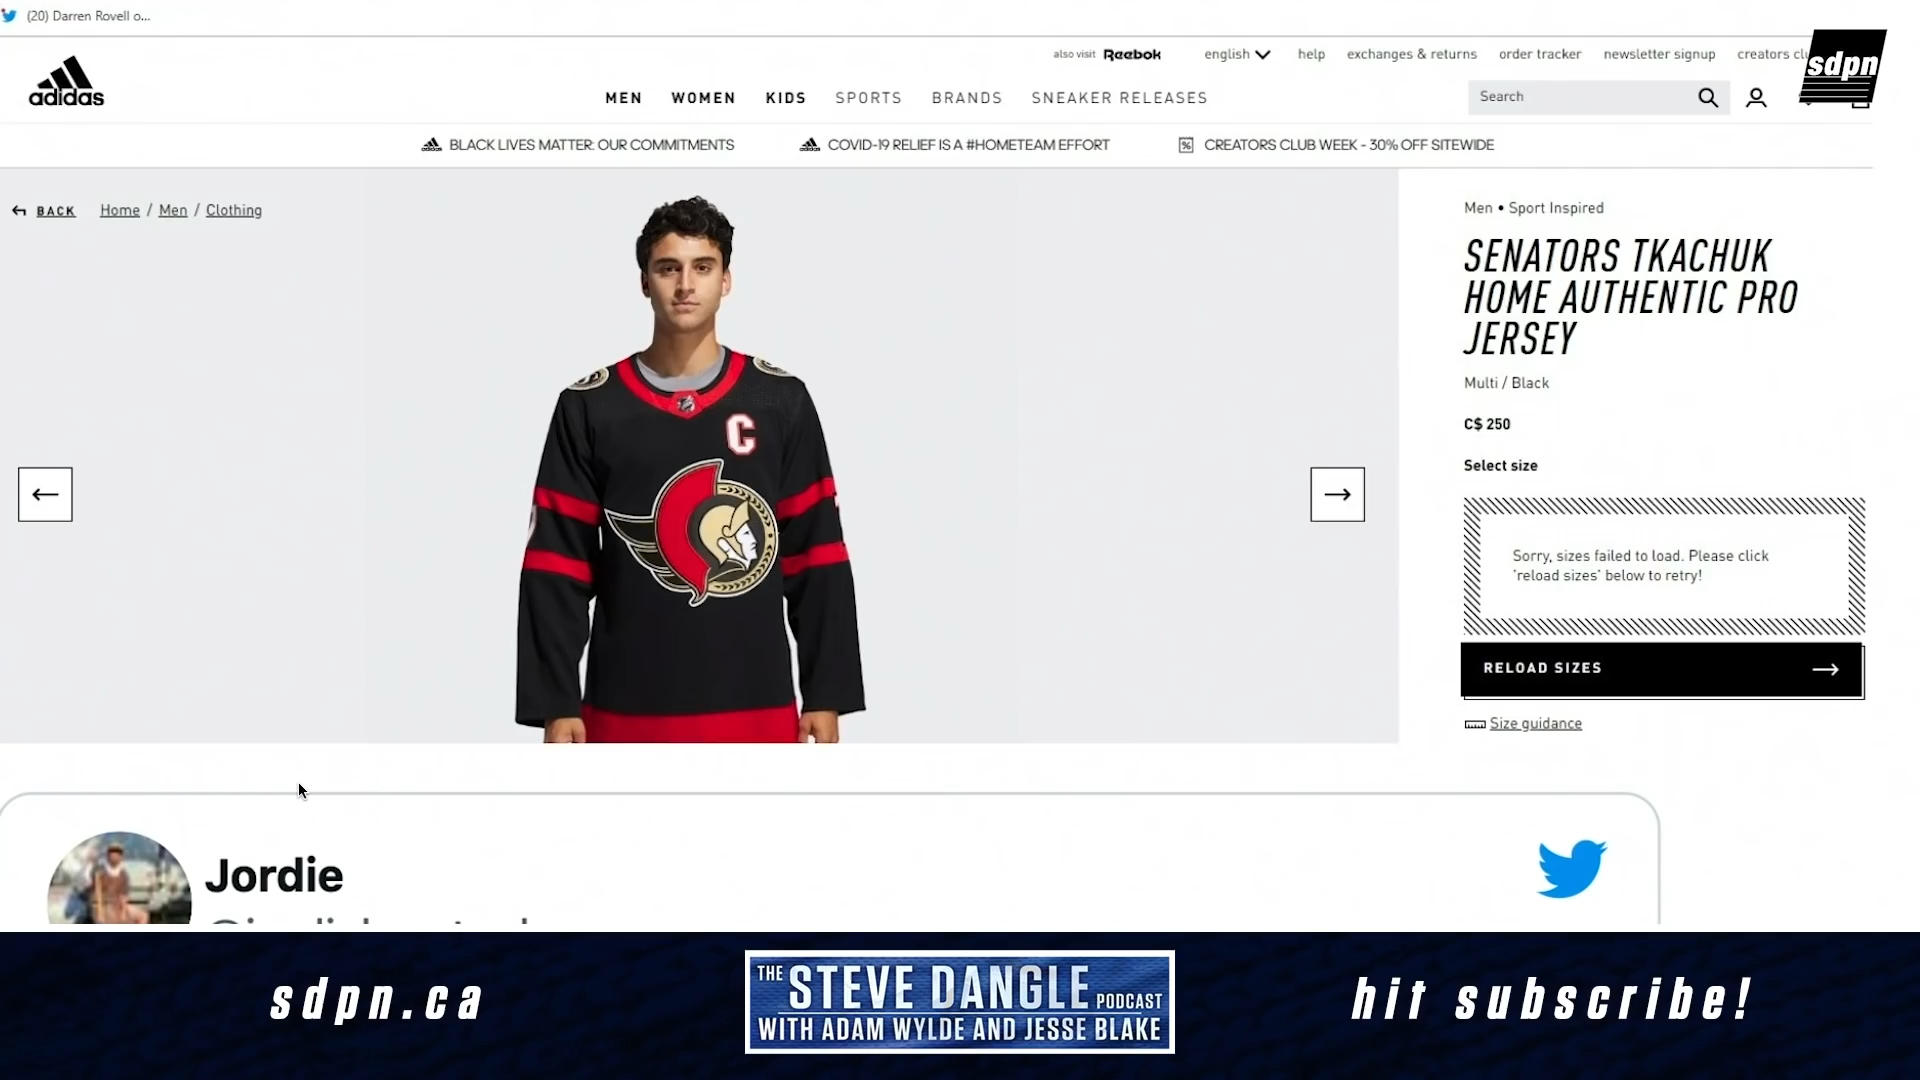 (20) Darren Rovell o...
also visit Reebok
english
help
exchanges & returns
order tracker
newsletter signup
creators clu
sdpn
adidas
MEN
WOMEN
KIDS
SPORTS
BRANDS
SNEAKER RELEASES
Search
BLACK LIVES MATTER: OUR COMMITMENTS
COVID-19 RELIEF IS A #HOMETEAM EFFORT
CREATORS CLUB WEEK - 30% OFF SITEWIDE
BACK
Home / Men / Clothing
C
Men • Sport Inspired
SENATORS TKACHUK
HOME AUTHENTIC PRO
JERSEY
Multi / Black
C$ 250
Select size
Sorry, sizes failed to load. Please click
'reload sizes' below to retry!
RELOAD SIZES
Size guidance
Jordie
sdpn.ca
THE STEVE DANGLE PODCAST
WITH ADAM WYLDE AND JESSE BLAKE
hit subscribe!